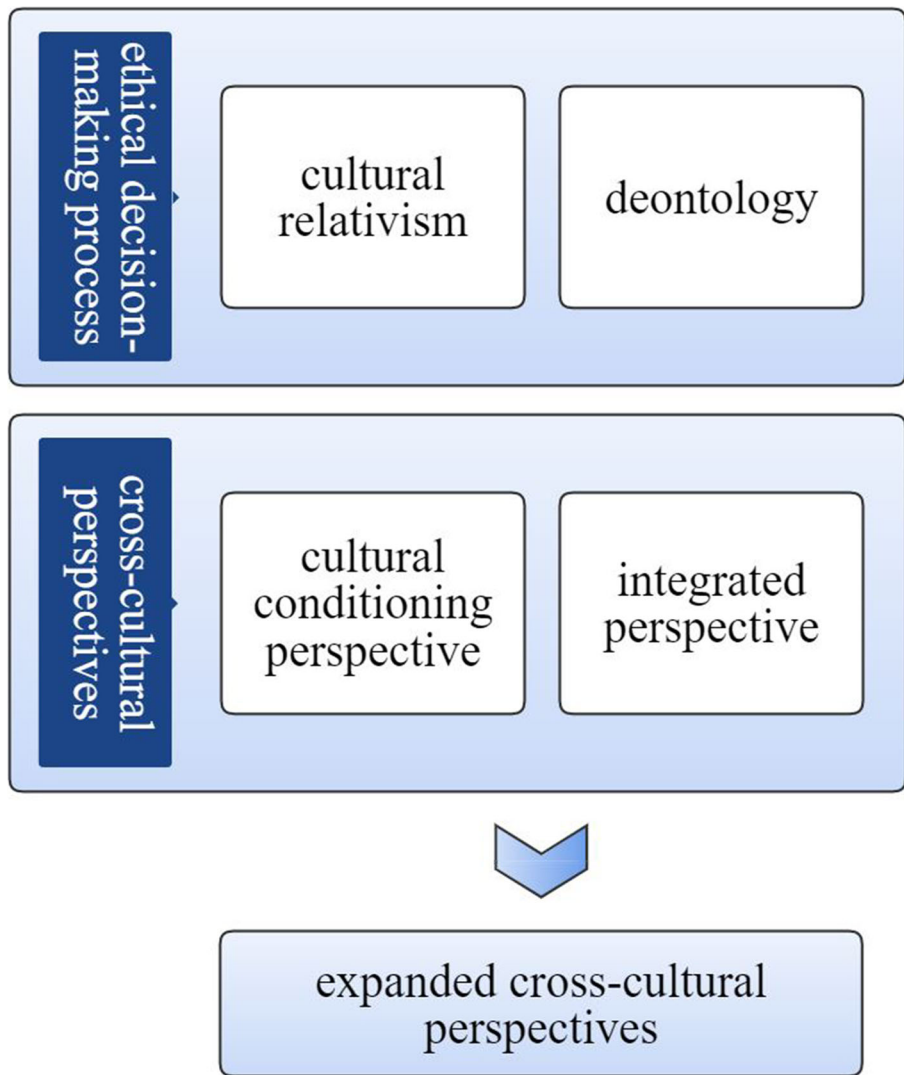 ethical decision-
making process
cultural
relativism
deontology
cross-cultural
perspectives
cultural
conditioning
perspective
integrated
perspective
expanded cross-cultural
perspectives